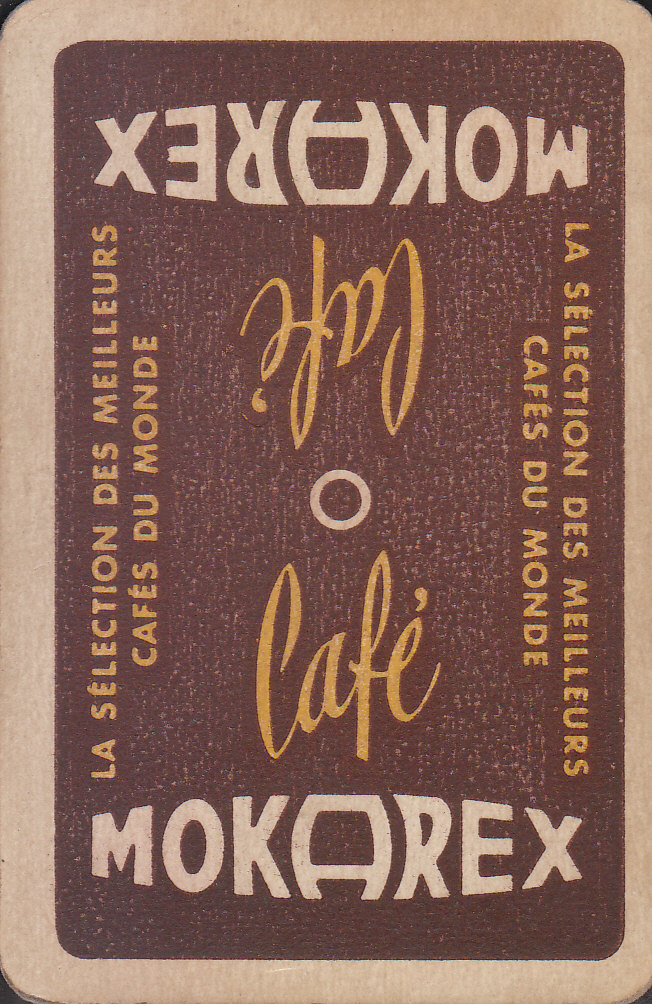 MOKAREX
Café
LA SÉLECTION DES MEILLEURS
CAFÉS DU MONDE
LA SÉLECTION DES MEILLEURS
CAFÉS DU MONDE
Café
MOKAREX